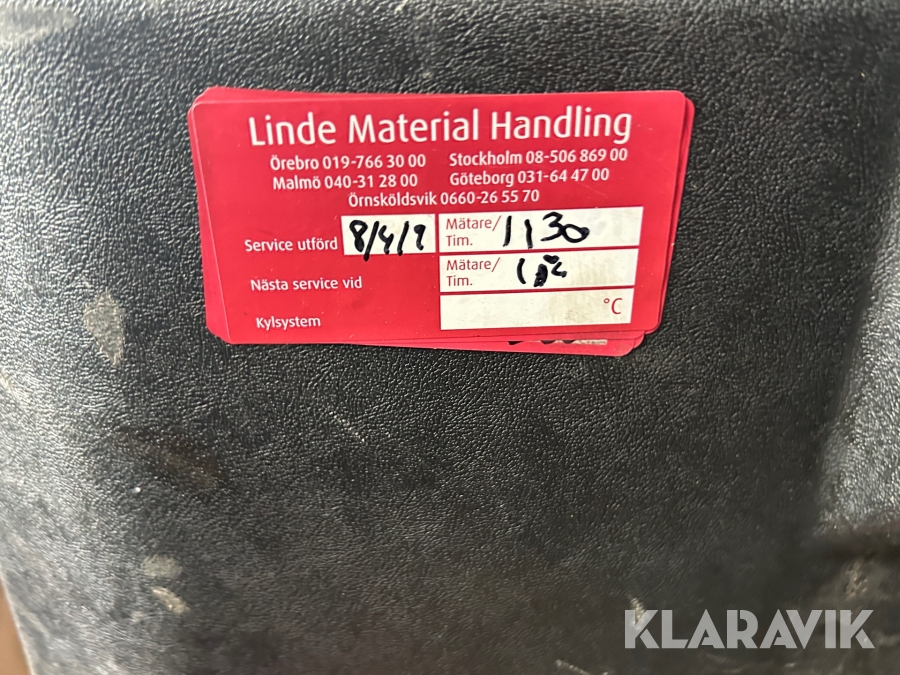 Linde Material Handling
Örebro 019-766 30 00 Stockholm 08-506 869 00
Malmö 040-31 28 00 Göteborg 031-64 47 00
Örnsköldsvik 0660-26 55 70
Service utförd 8/4/9 Mätare/ Tim. 1130
Nästa service vid Mätare/ Tim.
Kylsystem °C
KLARAVIK